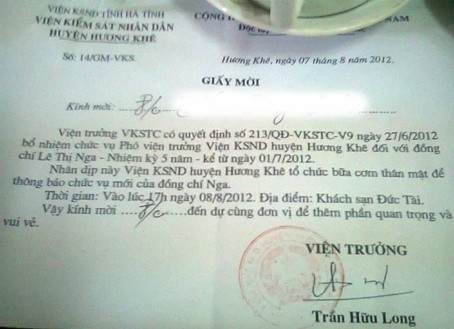 VIỆN KSND TỈNH HÀ TĨNH
VIỆN KIỂM SÁT NHÂN DÂN
HUYỆN HƯƠNG KHÊ
CỘNG H NAM
Độc
Số: 14/GM-VKS
Hương Khê, ngày 07 tháng 8 năm 2012.
GIẤY MỜI
Kính mời:
Viện trưởng VKSTC có quyết định số 213/QĐ-VKSTC-V9 ngày 27/6/2012
bổ nhiệm chức vụ Phó viện trưởng Viện KSND huyện Hương Khê đối với đồng
chí Lê Thị Nga - Nhiệm kỳ 5 năm - kể từ ngày 01/7/2012.
Nhân dịp này Viện KSND huyện Hương Khê tổ chức bữa cơm thân mật để
thông báo chức vụ mới của đồng chí Nga.
Thời gian: Vào lúc 17h ngày 08/8/2012. Địa điểm: Khách sạn Đức Tài.
Vậy kính mời đến dự cùng đơn vị để thêm phần quan trọng và
vui vẻ.
VIỆN TRƯỞNG
Trần Hữu Long